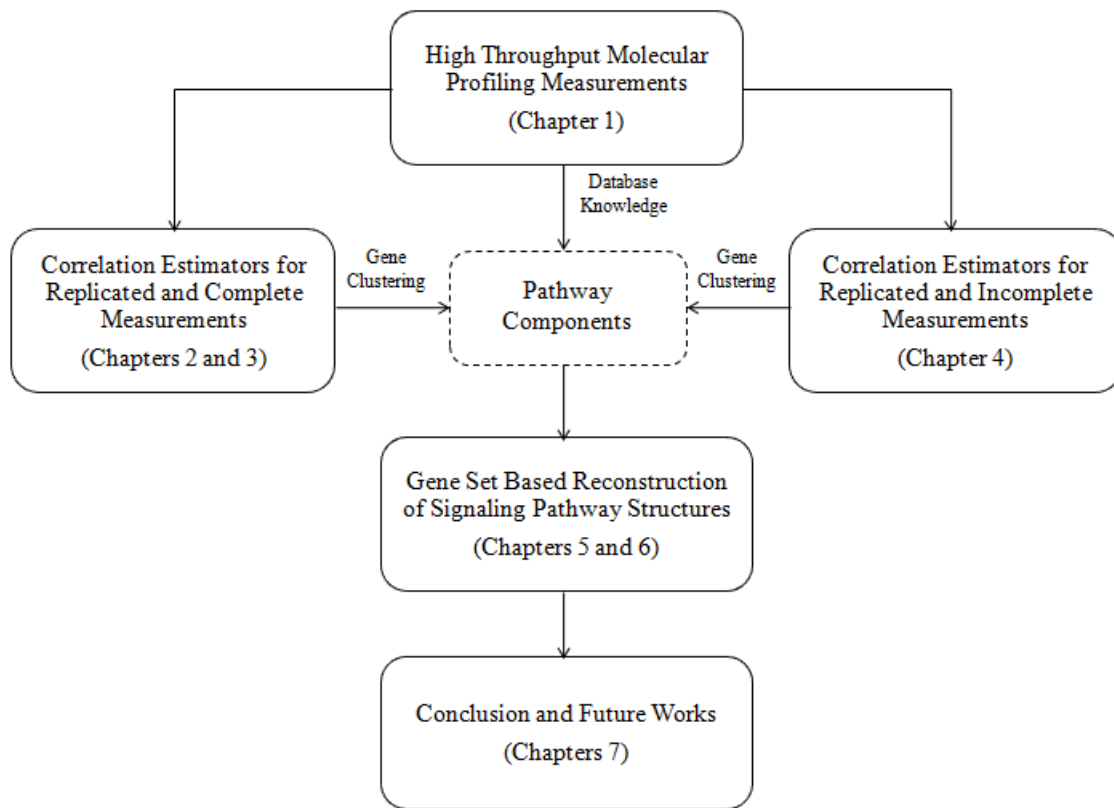 High Throughput Molecular
Profiling Measurements
(Chapter 1)
Database
Knowledge
Correlation Estimators for
Replicated and Complete
Measurements
(Chapters 2 and 3)
Gene
Clustering
Pathway
Components
Gene
Clustering
Correlation Estimators for
Replicated and Incomplete
Measurements
(Chapter 4)
Gene Set Based Reconstruction
of Signaling Pathway Structures
(Chapters 5 and 6)
Conclusion and Future Works
(Chapters 7)